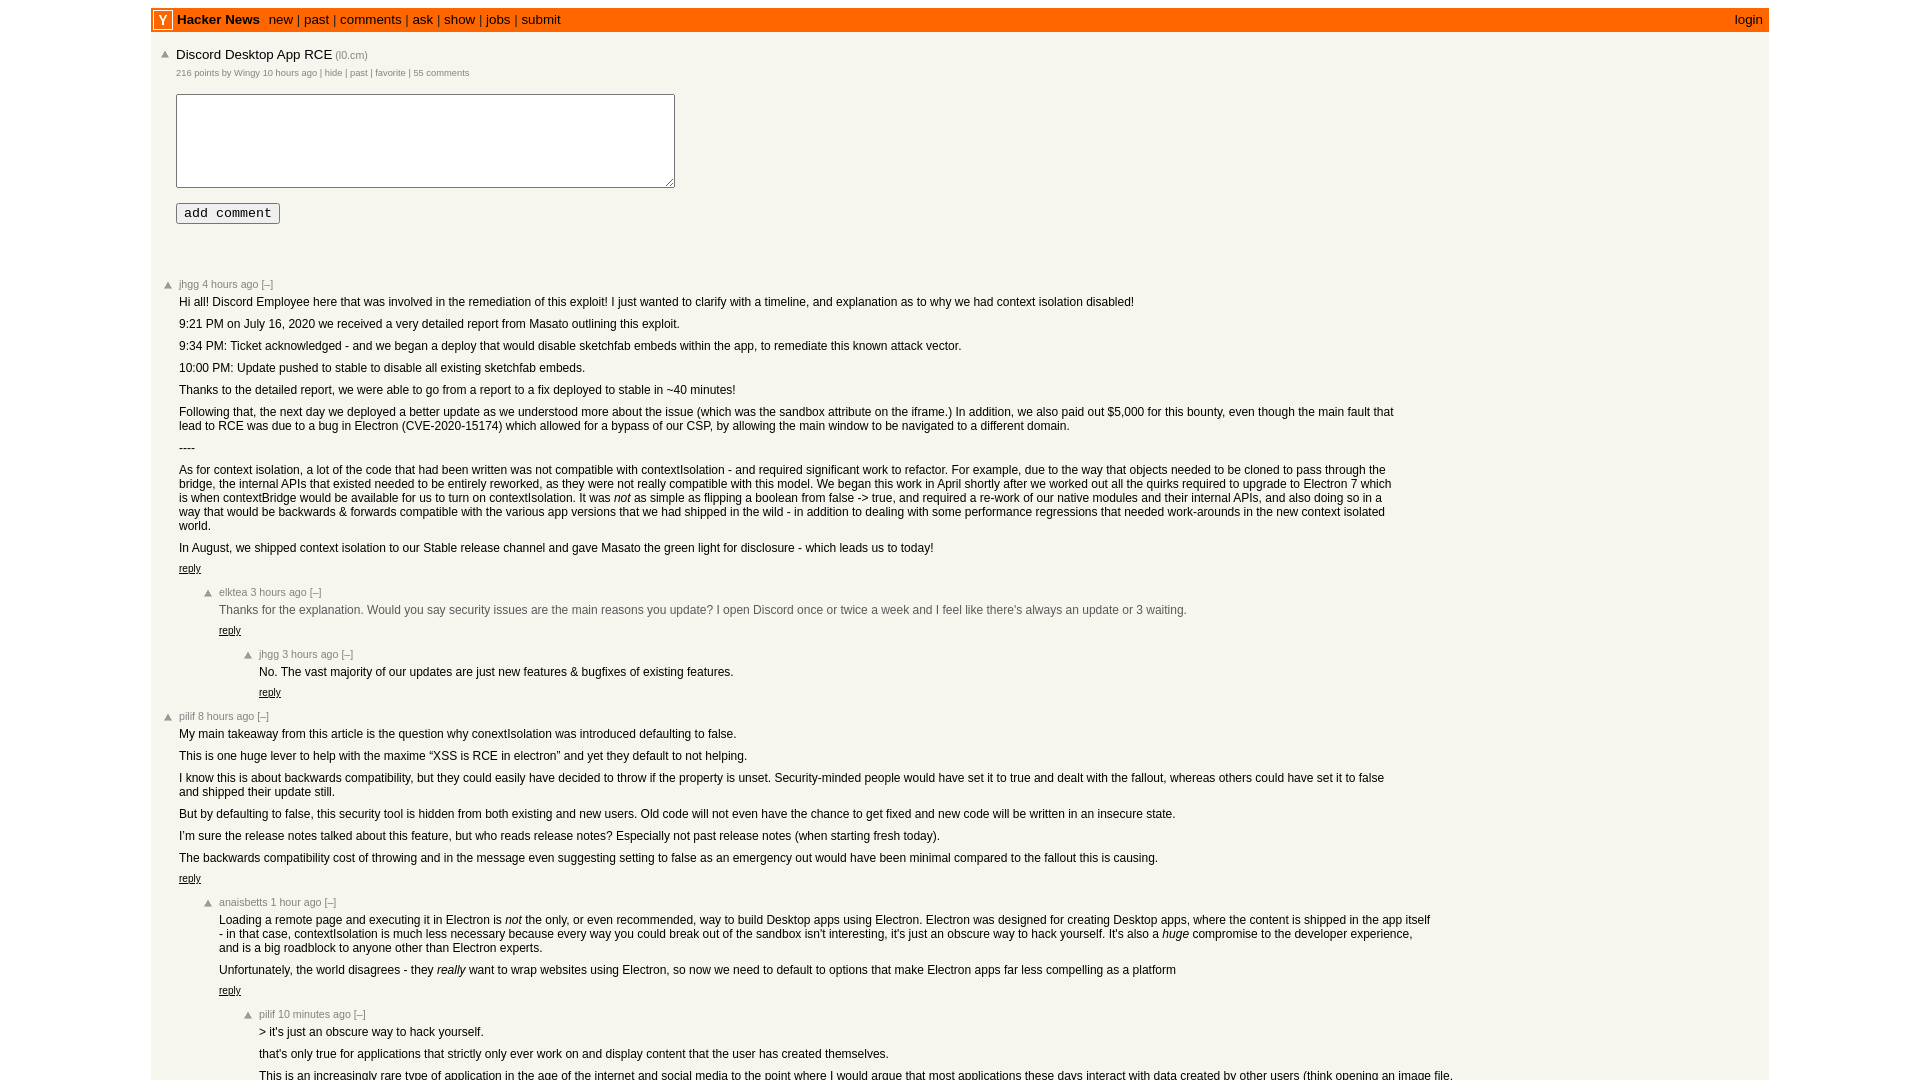 Y Hacker News new | past | comments | ask | show | jobs | submit login
Discord Desktop App RCE (l0.cm)
216 points by Wingy 10 hours ago | hide | past | favorite | 55 comments
add comment
jhgg 4 hours ago [–]
Hi all! Discord Employee here that was involved in the remediation of this exploit! I just wanted to clarify with a timeline, and explanation as to why we had context isolation disabled!
9:21 PM on July 16, 2020 we received a very detailed report from Masato outlining this exploit.
9:34 PM: Ticket acknowledged - and we began a deploy that would disable sketchfab embeds within the app, to remediate this known attack vector.
10:00 PM: Update pushed to stable to disable all existing sketchfab embeds.
Thanks to the detailed report, we were able to go from a report to a fix deployed to stable in ~40 minutes!
Following that, the next day we deployed a better update as we understood more about the issue (which was the sandbox attribute on the iframe.) In addition, we also paid out $5,000 for this bounty, even though the main fault that
lead to RCE was due to a bug in Electron (CVE-2020-15174) which allowed for a bypass of our CSP, by allowing the main window to be navigated to a different domain.
----
As for context isolation, a lot of the code that had been written was not compatible with contextIsolation - and required significant work to refactor. For example, due to the way that objects needed to be cloned to pass through the
bridge, the internal APIs that existed needed to be entirely reworked, as they were not really compatible with this model. We began this work in April shortly after we worked out all the quirks required to upgrade to Electron 7 which
is when contextBridge would be available for us to turn on contextIsolation. It was not as simple as flipping a boolean from false -> true, and required a re-work of our native modules and their internal APIs, and also doing so in a
way that would be backwards & forwards compatible with the various app versions that we had shipped in the wild - in addition to dealing with some performance regressions that needed work-arounds in the new context isolated
world.
In August, we shipped context isolation to our Stable release channel and gave Masato the green light for disclosure - which leads us to today!
reply
elktea 3 hours ago [–]
Thanks for the explanation. Would you say security issues are the main reasons you update? I open Discord once or twice a week and I feel like there's always an update or 3 waiting.
reply
jhgg 3 hours ago [–]
No. The vast majority of our updates are just new features & bugfixes of existing features.
reply
pilif 8 hours ago [–]
My main takeaway from this article is the question why conextIsolation was introduced defaulting to false.
This is one huge lever to help with the maxime “XSS is RCE in electron” and yet they default to not helping.
I know this is about backwards compatibility, but they could easily have decided to throw if the property is unset. Security-minded people would have set it to true and dealt with the fallout, whereas others could have set it to false
and shipped their update still.
But by defaulting to false, this security tool is hidden from both existing and new users. Old code will not even have the chance to get fixed and new code will be written in an insecure state.
I’m sure the release notes talked about this feature, but who reads release notes? Especially not past release notes (when starting fresh today).
The backwards compatibility cost of throwing and in the message even suggesting setting to false as an emergency out would have been minimal compared to the fallout this is causing.
reply
anaisbetts 1 hour ago [–]
Loading a remote page and executing it in Electron is not the only, or even recommended, way to build Desktop apps using Electron. Electron was designed for creating Desktop apps, where the content is shipped in the app itself
- in that case, contextIsolation is much less necessary because every way you could break out of the sandbox isn't interesting, it's just an obscure way to hack yourself. It's also a huge compromise to the developer experience,
and is a big roadblock to anyone other than Electron experts.
Unfortunately, the world disagrees - they really want to wrap websites using Electron, so now we need to default to options that make Electron apps far less compelling as a platform
reply
pilif 10 minutes ago [–]
> it's just an obscure way to hack yourself.
that's only true for applications that strictly only ever work on and display content that the user has created themselves.
This is an increasingly rare type of application in the age of the internet and social media to the point where I would argue that most applications these days interact with data created by other users (think opening an image file,